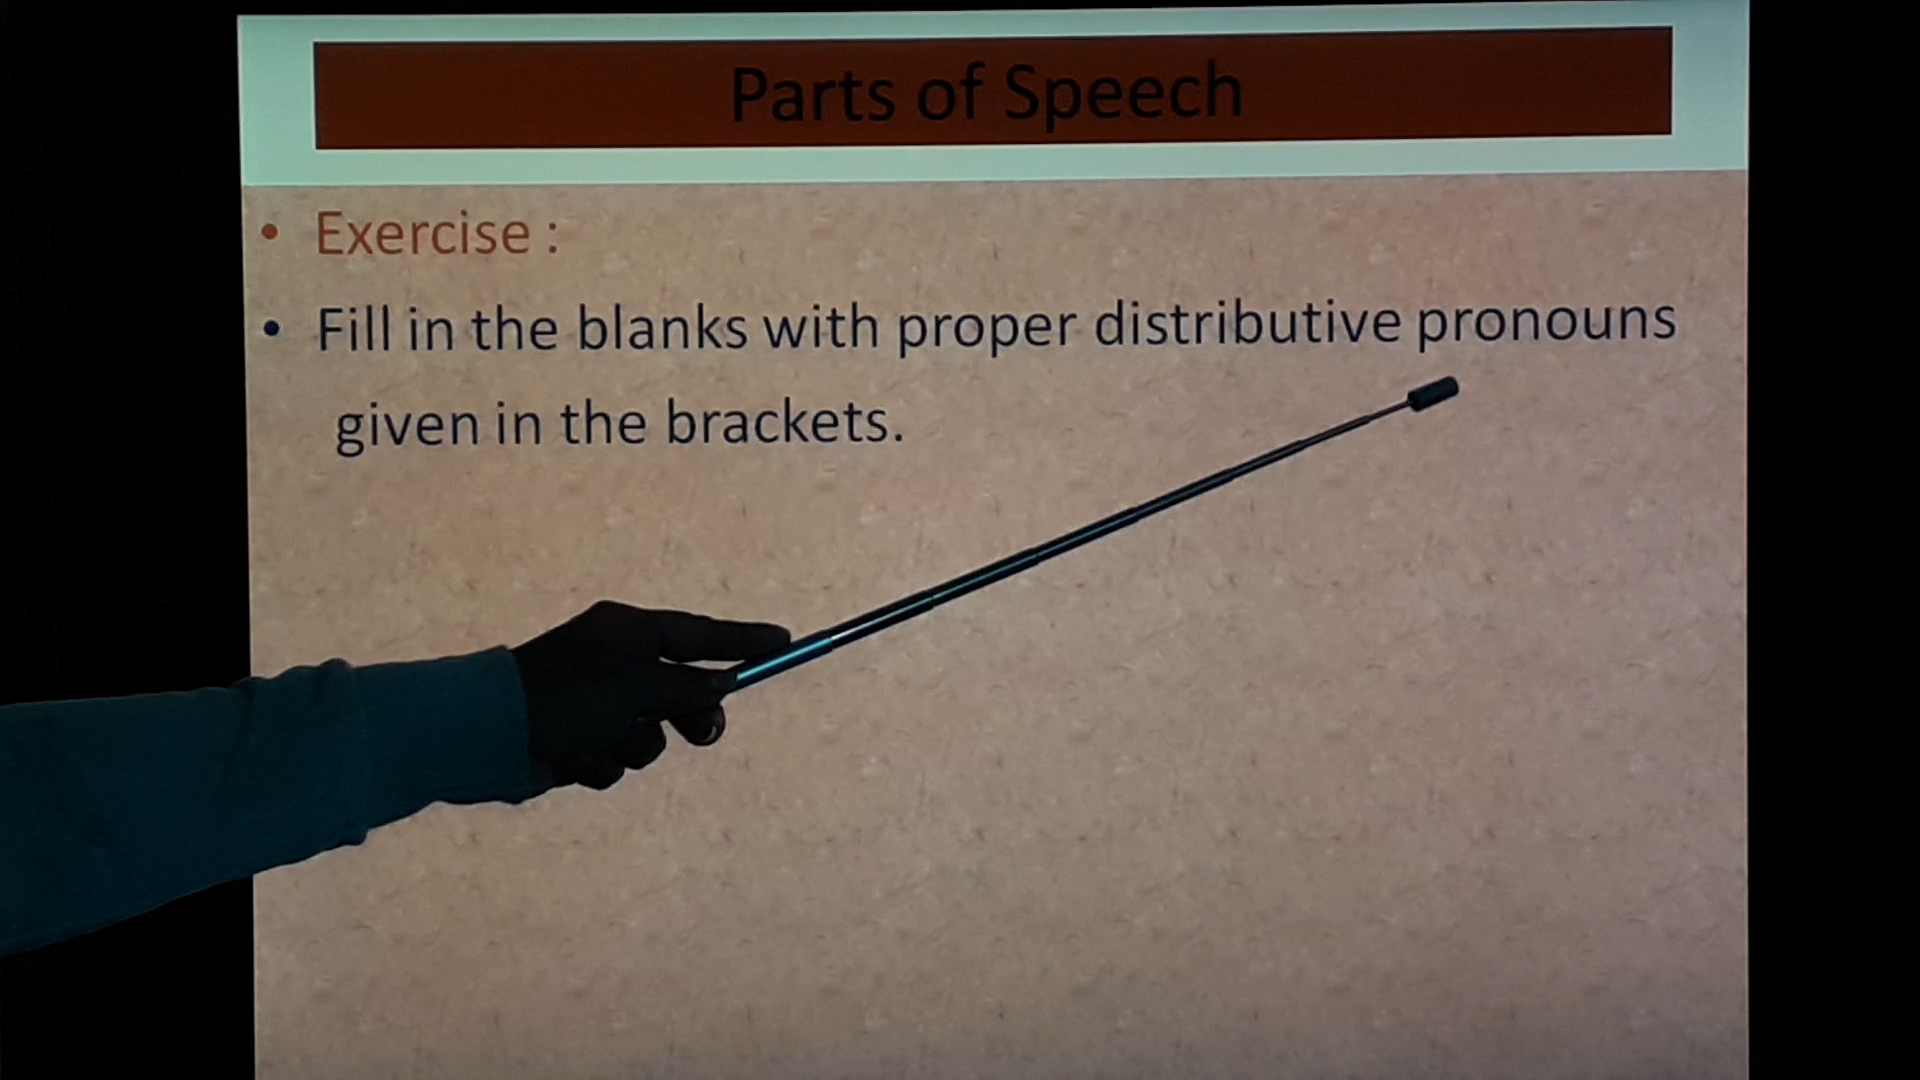 Parts of Speech
• Exercise :
• Fill in the blanks with proper distributive pronouns
given in the brackets.